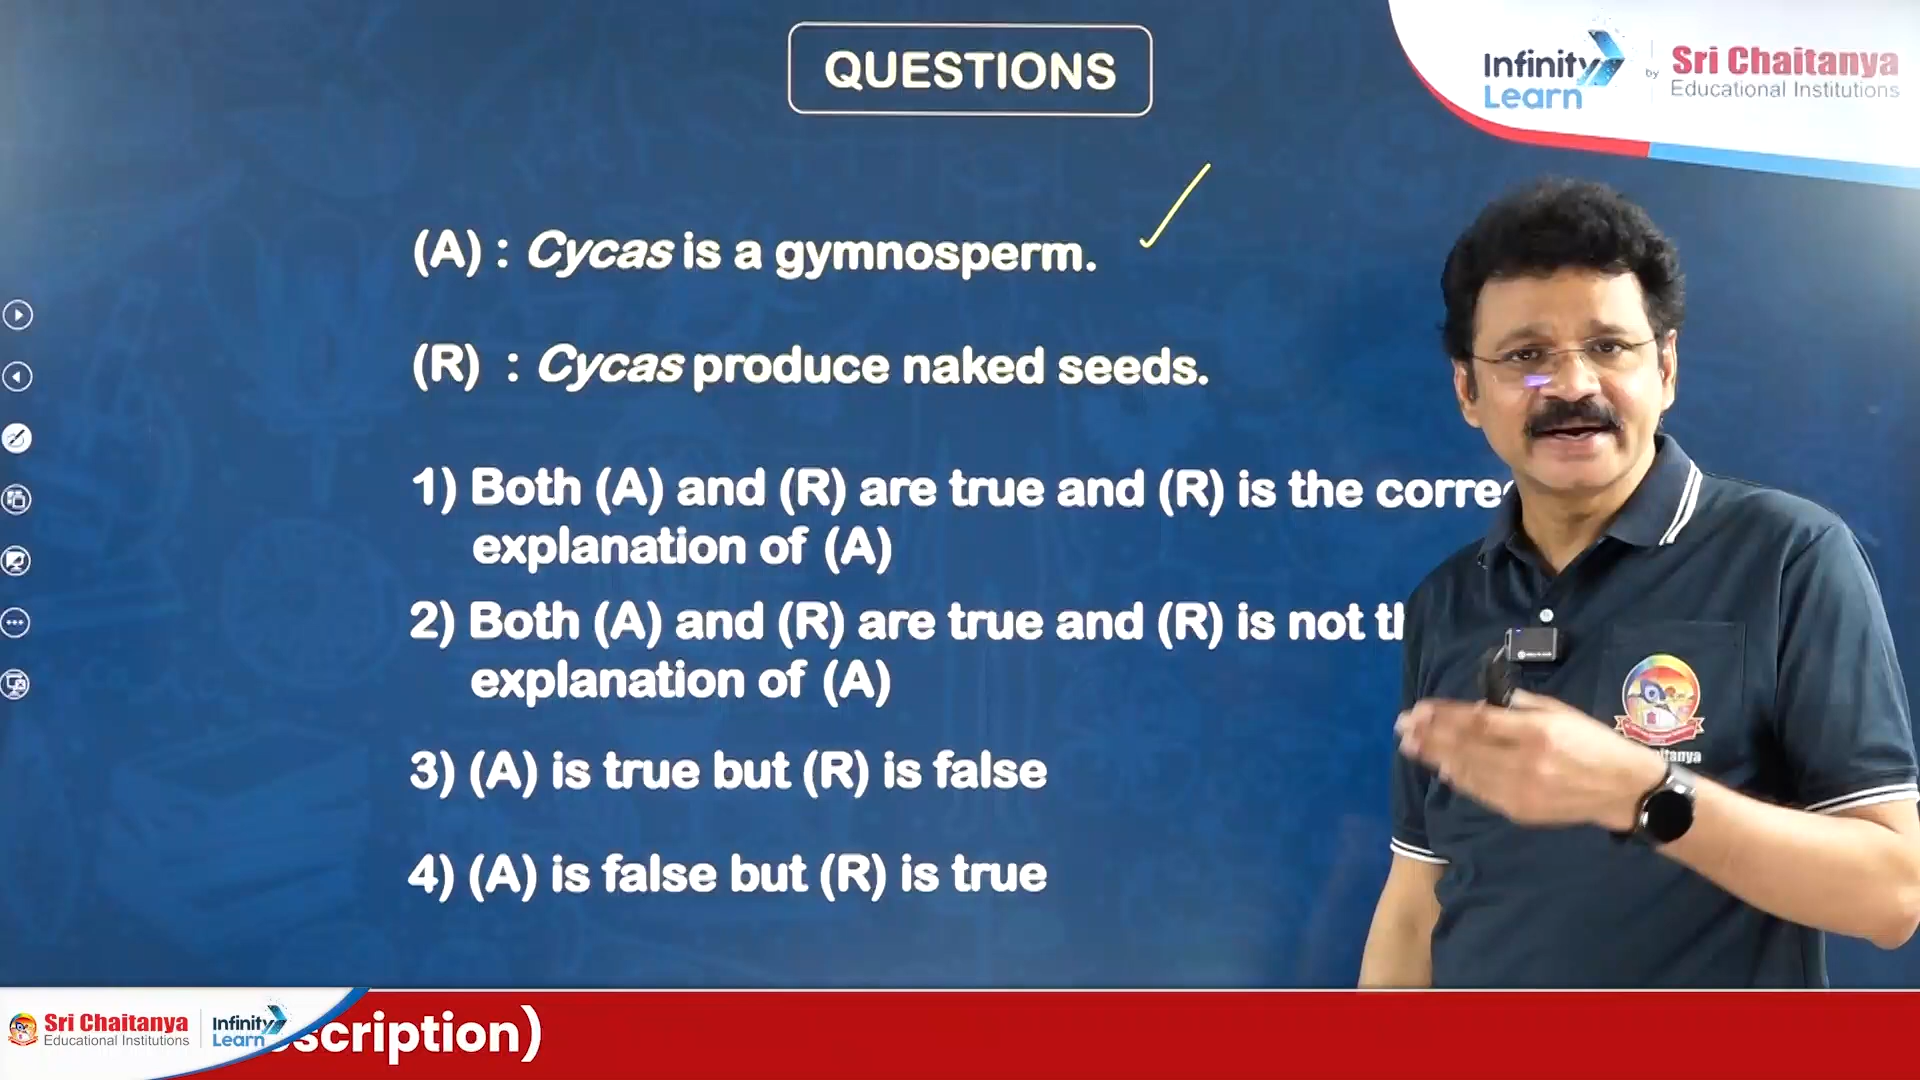 QUESTIONS
Infinity Learn by Sri Chaitanya Educational Institutions
(A) : Cycas is a gymnosperm.
(R) : Cycas produce naked seeds.
1) Both (A) and (R) are true and (R) is the corre
explanation of (A)
2) Both (A) and (R) are true and (R) is not th
explanation of (A)
3) (A) is true but (R) is false
4) (A) is false but (R) is true
Sri Chaitanya
Educational Institutions
Infinity
Learn
scription)